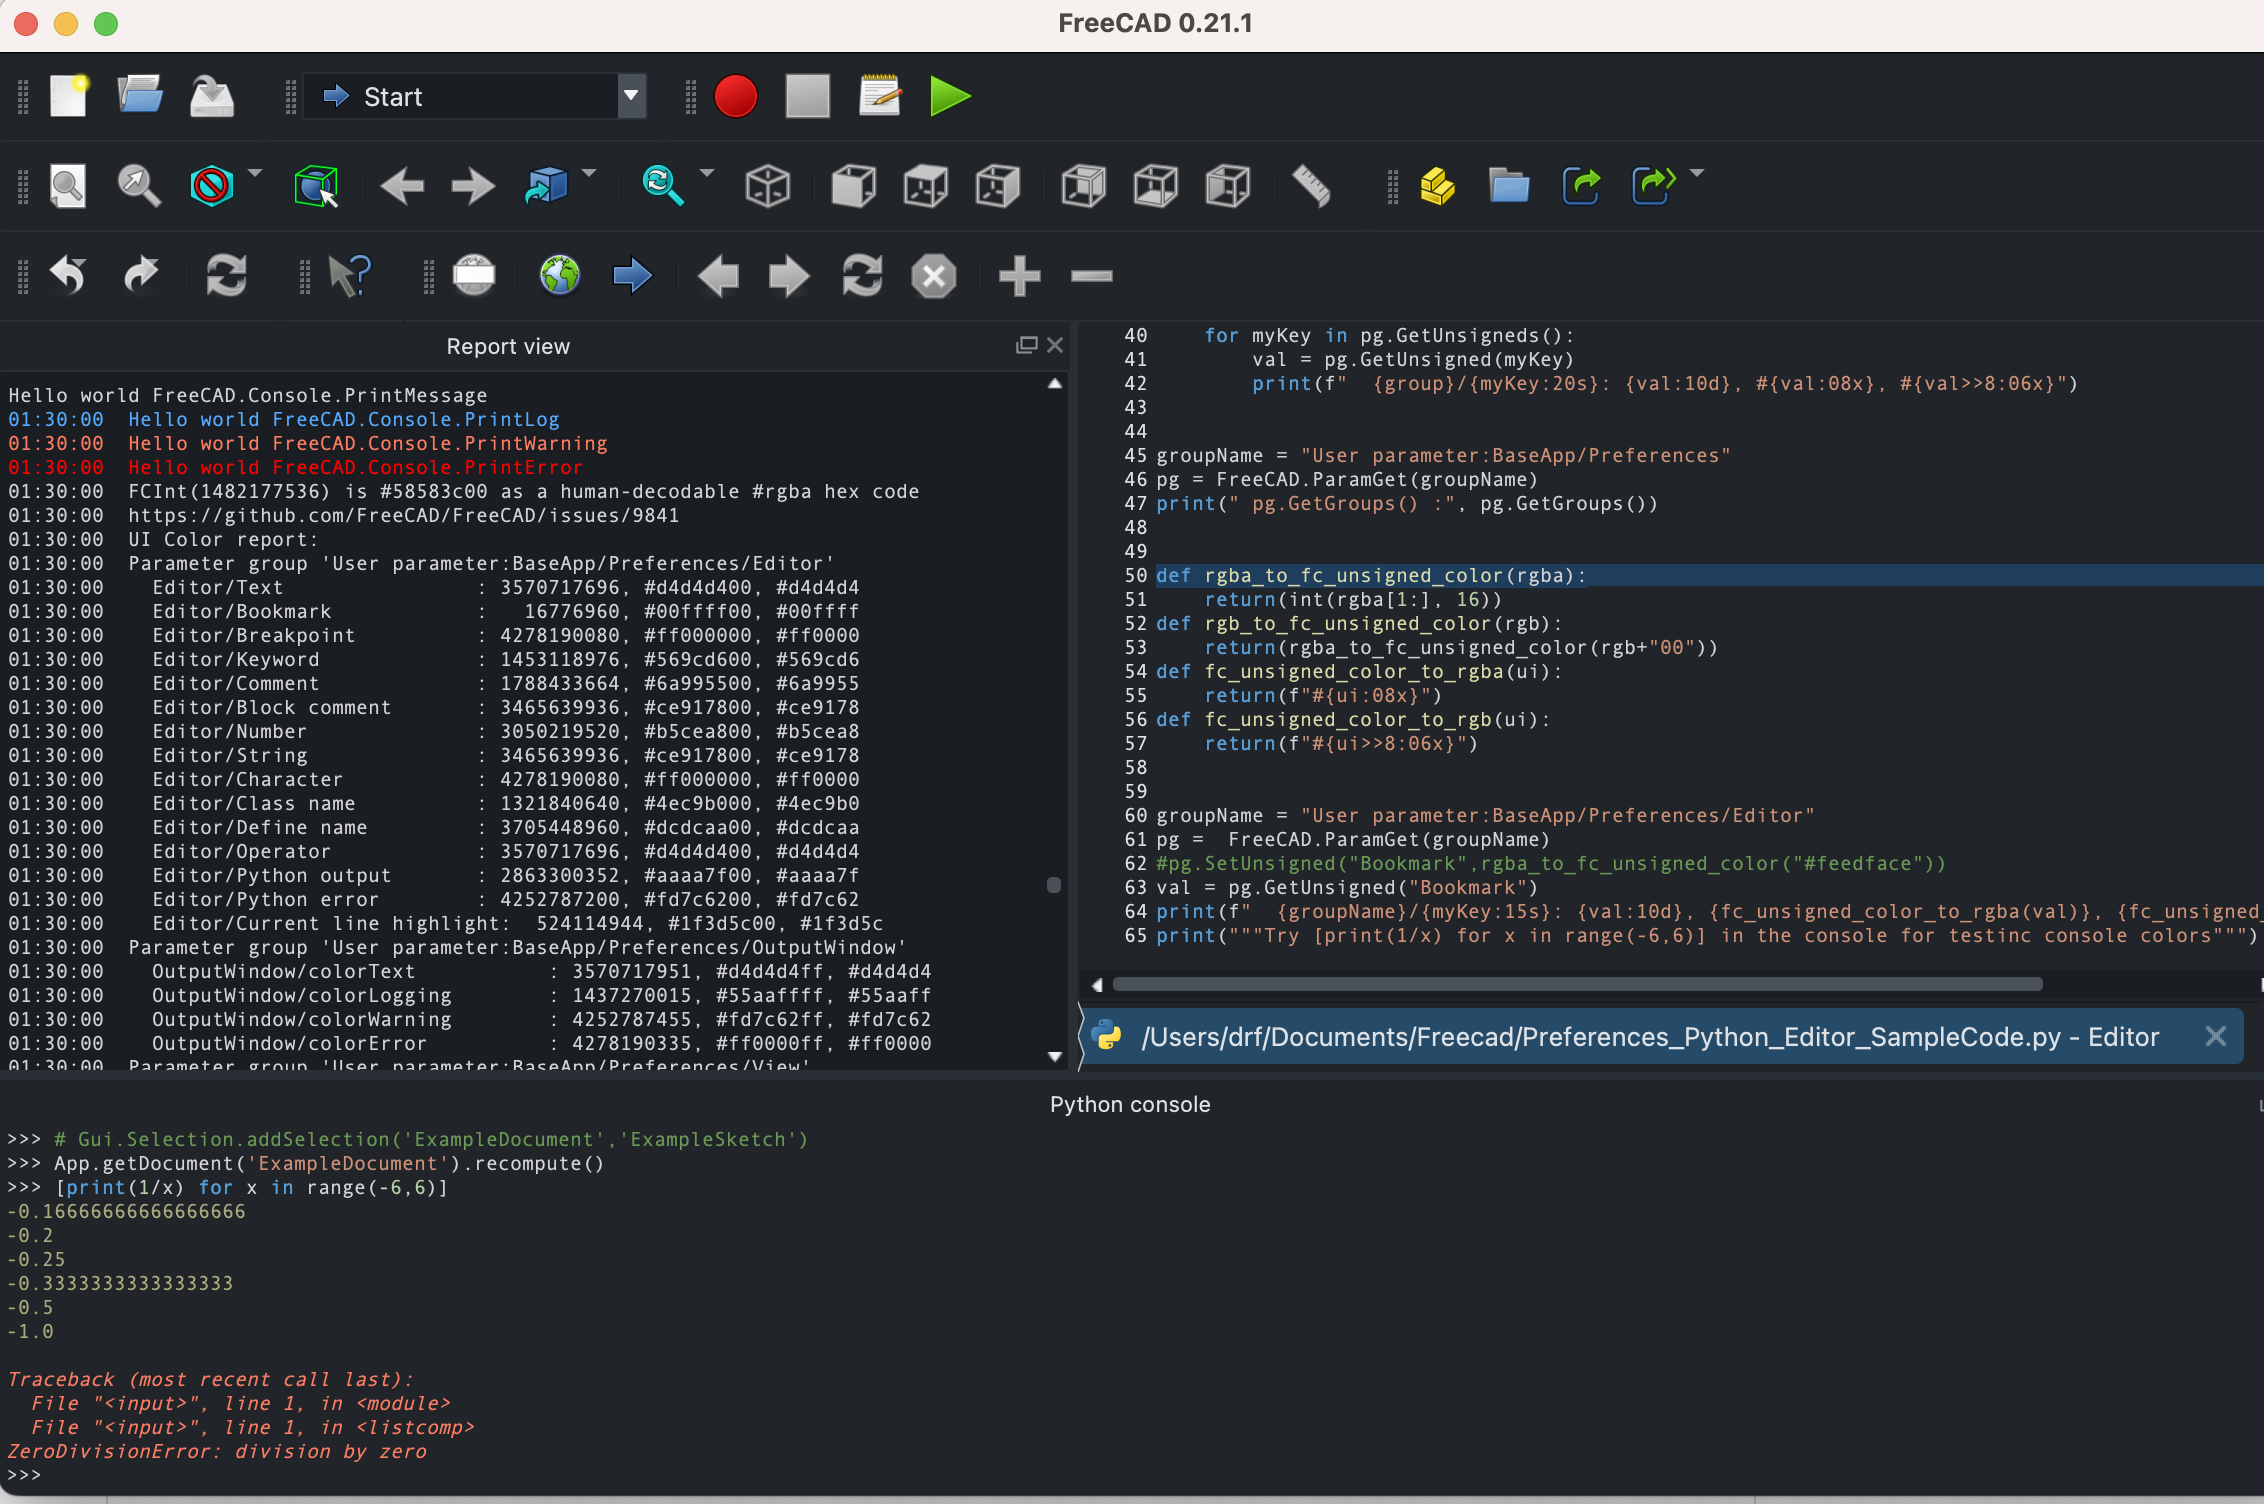 FreeCAD 0.21.1
Start
Report view
Hello world FreeCAD.Console.PrintMessage
01:30:00  Hello world FreeCAD.Console.PrintLog
01:30:00  Hello world FreeCAD.Console.PrintWarning
01:30:00  Hello world FreeCAD.Console.PrintError
01:30:00  FCInt(1482177536) is #58583c00 as a human-decodable #rgba hex code
01:30:00  https://github.com/FreeCAD/FreeCAD/issues/9841
01:30:00  UI Color report:
01:30:00  Parameter group 'User parameter:BaseApp/Preferences/Editor'
01:30:00    Editor/Text                : 3570717696, #d4d4d400, #d4d4d4
01:30:00    Editor/Bookmark            :   16776960, #00ffff00, #00ffff
01:30:00    Editor/Breakpoint          : 4278190080, #ff000000, #ff0000
01:30:00    Editor/Keyword             : 1453118976, #569cd600, #569cd6
01:30:00    Editor/Comment             : 1788433664, #6a995500, #6a9955
01:30:00    Editor/Block comment       : 3465639936, #ce917800, #ce9178
01:30:00    Editor/Number              : 3050219520, #b5cea800, #b5cea8
01:30:00    Editor/String              : 3465639936, #ce917800, #ce9178
01:30:00    Editor/Character           : 4278190080, #ff000000, #ff0000
01:30:00    Editor/Class name          : 1321840640, #4ec9b000, #4ec9b0
01:30:00    Editor/Define name         : 3705448960, #dcdcaa00, #dcdcaa
01:30:00    Editor/Operator            : 3570717696, #d4d4d400, #d4d4d4
01:30:00    Editor/Python output       : 2863300352, #aaaa7f00, #aaaa7f
01:30:00    Editor/Python error        : 4252787200, #fd7c6200, #fd7c62
01:30:00    Editor/Current line highlight:  524114944, #1f3d5c00, #1f3d5c
01:30:00  Parameter group 'User parameter:BaseApp/Preferences/OutputWindow'
01:30:00    OutputWindow/colorText           : 3570717951, #d4d4d4ff, #d4d4d4
01:30:00    OutputWindow/colorLogging        : 1437270015, #55aaffff, #55aaff
01:30:00    OutputWindow/colorWarning        : 4252787455, #fd7c62ff, #fd7c62
01:30:00    OutputWindow/colorError          : 4278190335, #ff0000ff, #ff0000
01:30:00  Parameter group 'User parameter:BaseApp/Preferences/View'
40     for myKey in pg.GetUnsigneds():
41         val = pg.GetUnsigned(myKey)
42         print(f"  {group}/{myKey:20s}: {val:10d}, #{val:08x}, #{val>>8:06x}")
43
44
45 groupName = "User parameter:BaseApp/Preferences"
46 pg = FreeCAD.ParamGet(groupName)
47 print(" pg.GetGroups() :", pg.GetGroups())
48
49
50 def rgba_to_fc_unsigned_color(rgba):
51     return(int(rgba[1:], 16))
52 def rgb_to_fc_unsigned_color(rgb):
53     return(rgba_to_fc_unsigned_color(rgb+"00"))
54 def fc_unsigned_color_to_rgba(ui):
55     return(f"#{ui:08x}")
56 def fc_unsigned_color_to_rgb(ui):
57     return(f"#{ui>>8:06x}")
58
59
60 groupName = "User parameter:BaseApp/Preferences/Editor"
61 pg =  FreeCAD.ParamGet(groupName)
62 #pg.SetUnsigned("Bookmark",rgba_to_fc_unsigned_color("#feedface"))
63 val = pg.GetUnsigned("Bookmark")
64 print(f"  {groupName}/{myKey:15s}: {val:10d}, {fc_unsigned_color_to_rgba(val)}, {fc_unsigned_
65 print("""Try [print(1/x) for x in range(-6,6)] in the console for testinc console colors""")
/Users/drf/Documents/Freecad/Preferences_Python_Editor_SampleCode.py - Editor
Python console
>>> # Gui.Selection.addSelection('ExampleDocument','ExampleSketch')
>>> App.getDocument('ExampleDocument').recompute()
>>> [print(1/x) for x in range(-6,6)]
-0.16666666666666666
-0.2
-0.25
-0.3333333333333333
-0.5
-1.0
Traceback (most recent call last):
  File "<input>", line 1, in <module>
  File "<input>", line 1, in <listcomp>
ZeroDivisionError: division by zero
>>>